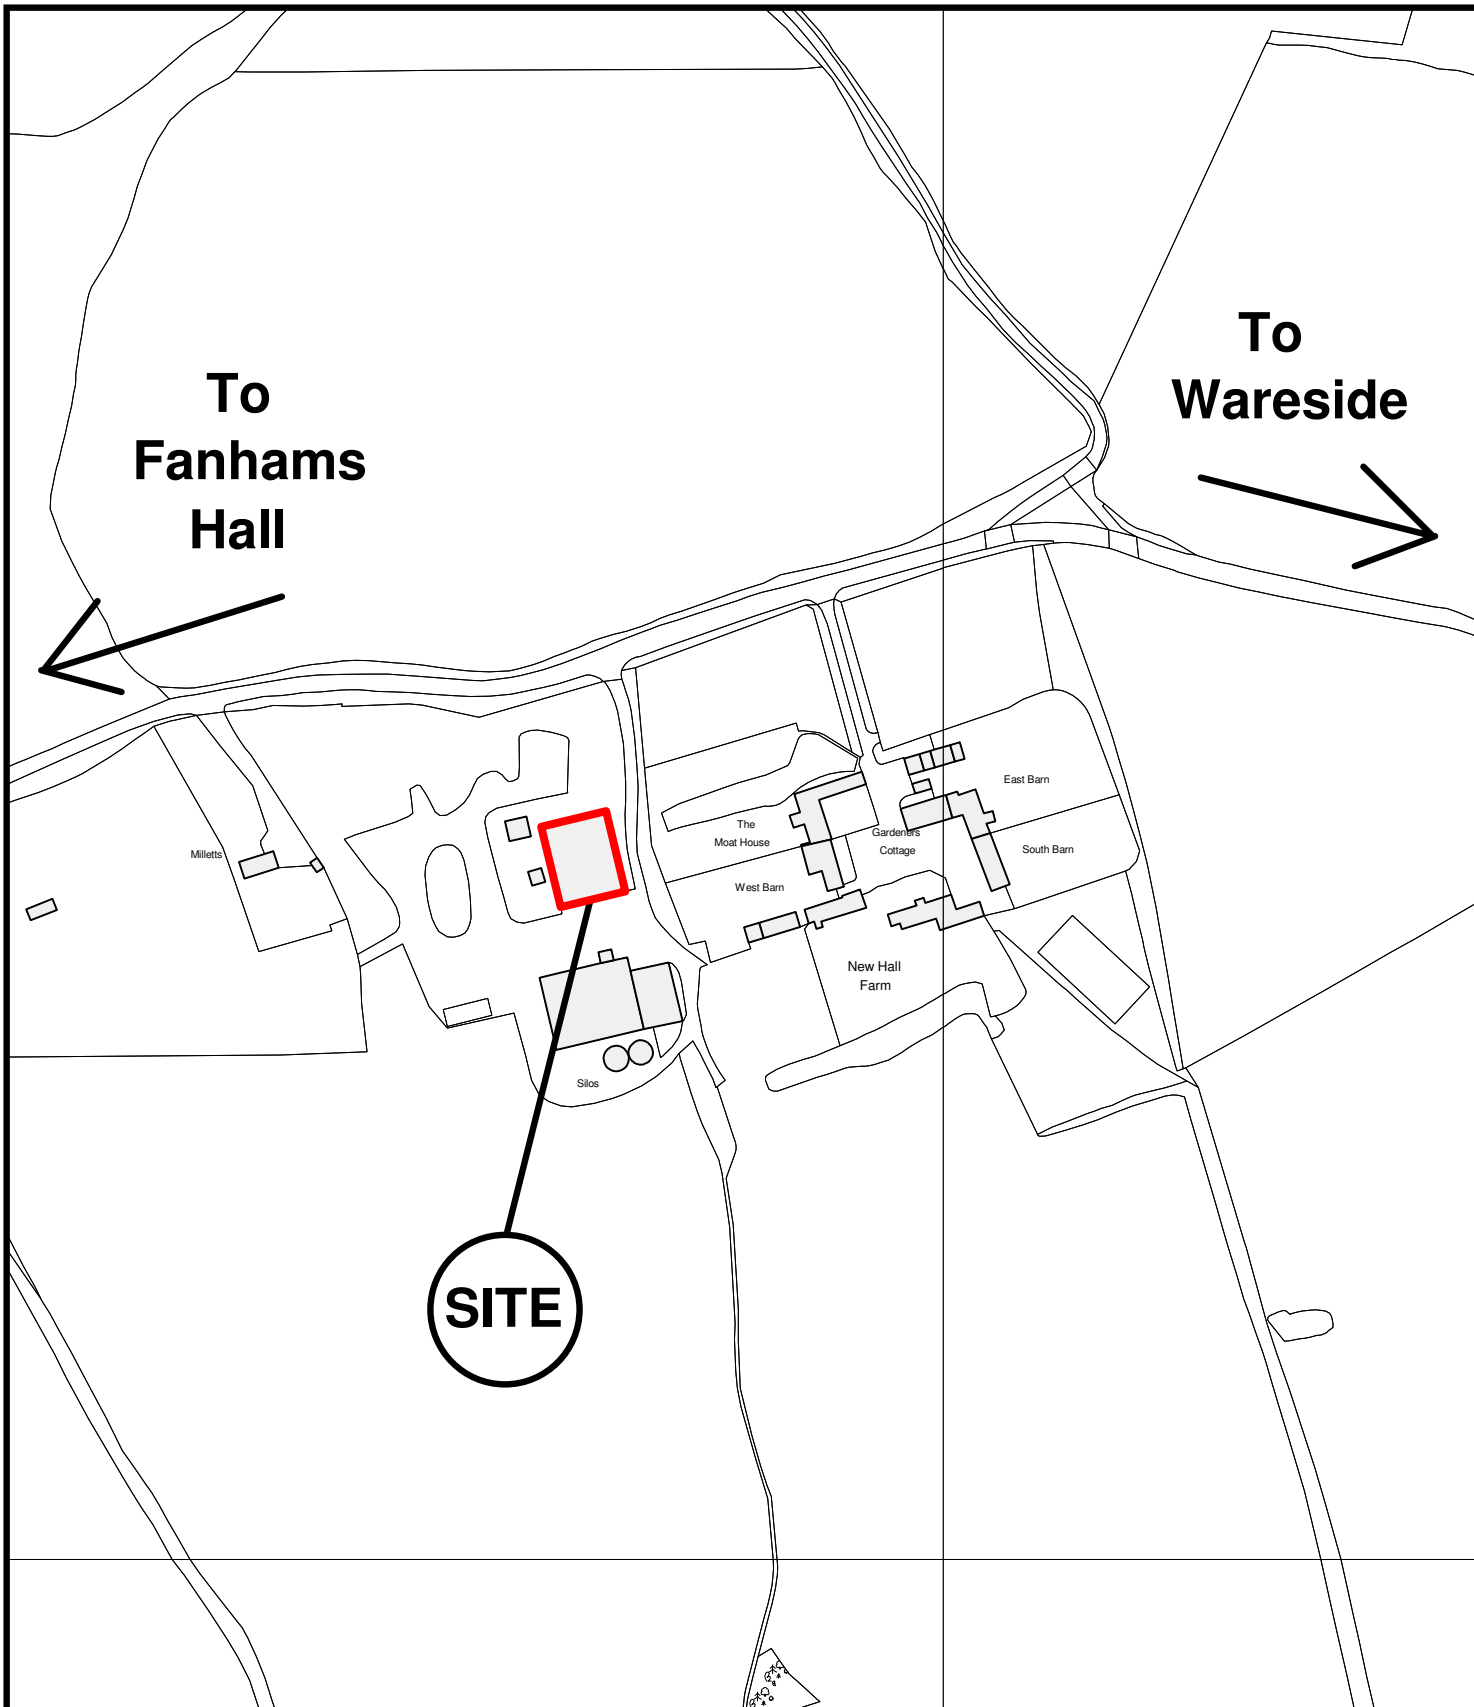 To
Fanhams
Hall
To
Wareside
Milletts
The
Moat House
West Barn
Gardeners
Cottage
East Barn
South Barn
New Hall
Farm
Silos
SITE